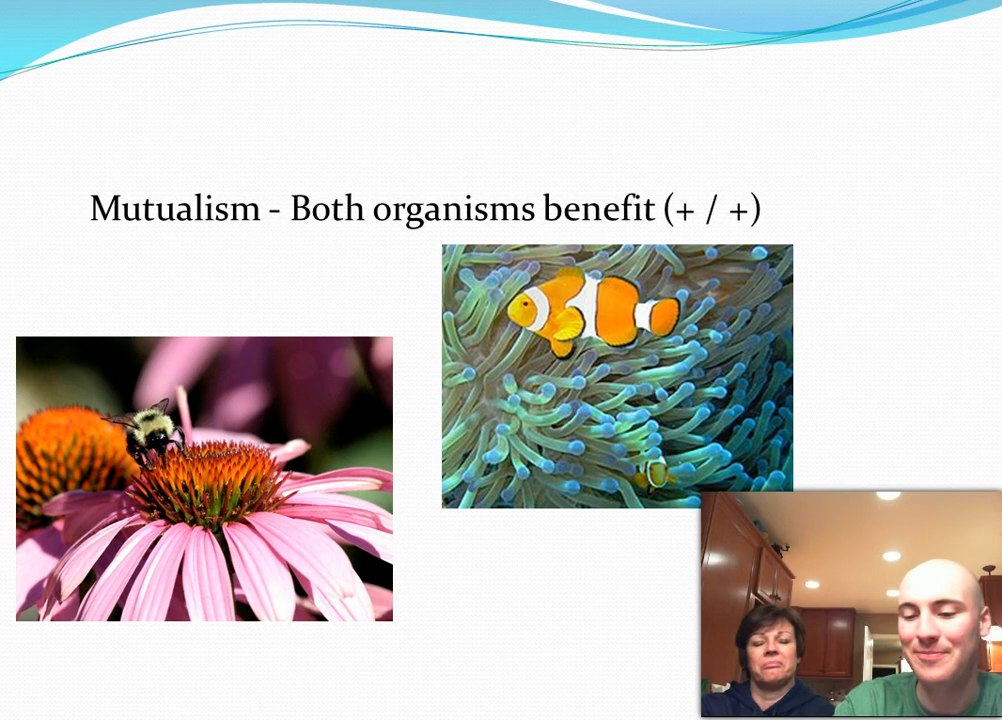 Mutualism - Both organisms benefit (+ / +)